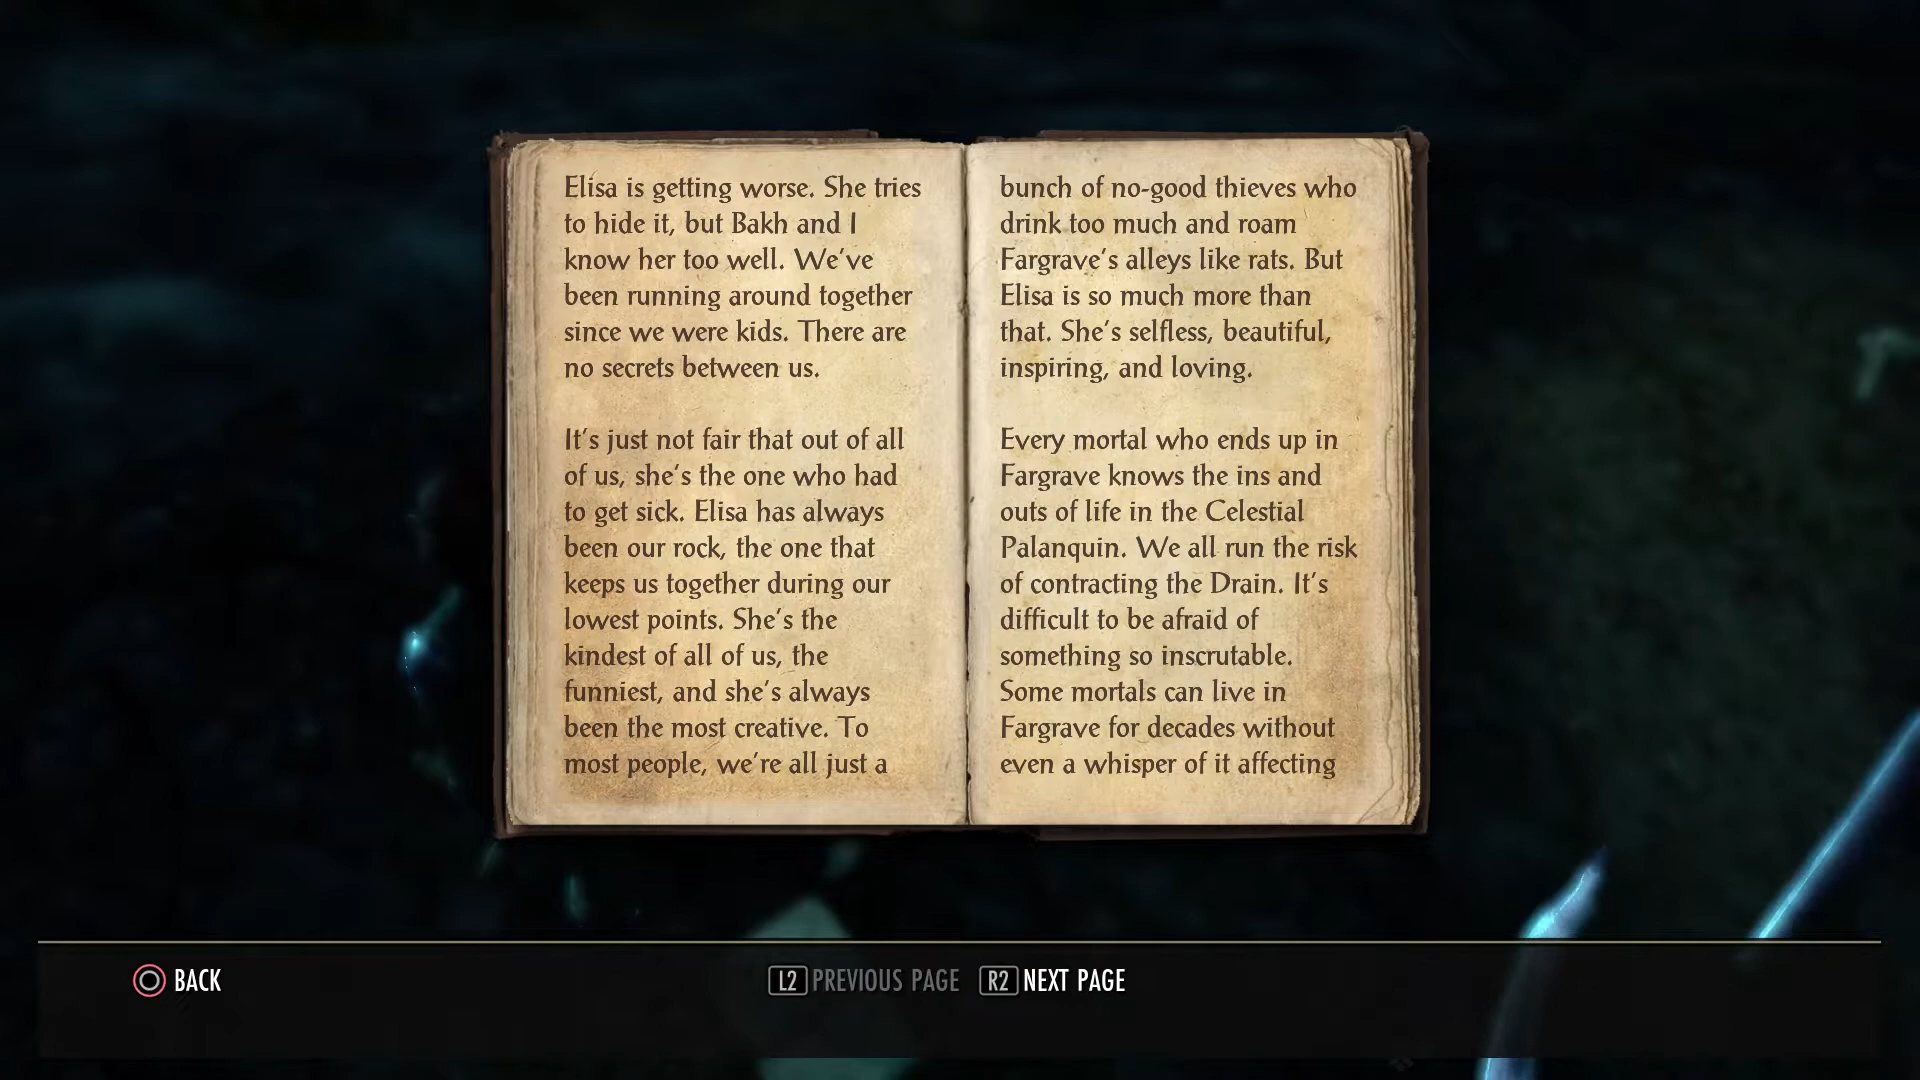 Elisa is getting worse. She tries
to hide it, but Bakh and I
know her too well. We've
been running around together
since we were kids. There are
no secrets between us.
It's just not fair that out of all
of us, she's the one who had
to get sick. Elisa has always
been our rock, the one that
keeps us together during our
lowest points. She's the
kindest of all of us, the
funniest, and she's always
been the most creative. To
most people, we're all just a
bunch of no-good thieves who
drink too much and roam
Fargrave's alleys like rats. But
Elisa is so much more than
that. She's selfless, beautiful,
inspiring, and loving.
Every mortal who ends up in
Fargrave knows the ins and
outs of life in the Celestial
Palanquin. We all run the risk
of contracting the Drain. It's
difficult to be afraid of
something so inscrutable.
Some mortals can live in
Fargrave for decades without
even a whisper of it affecting
BACK
L2 PREVIOUS PAGE R2 NEXT PAGE